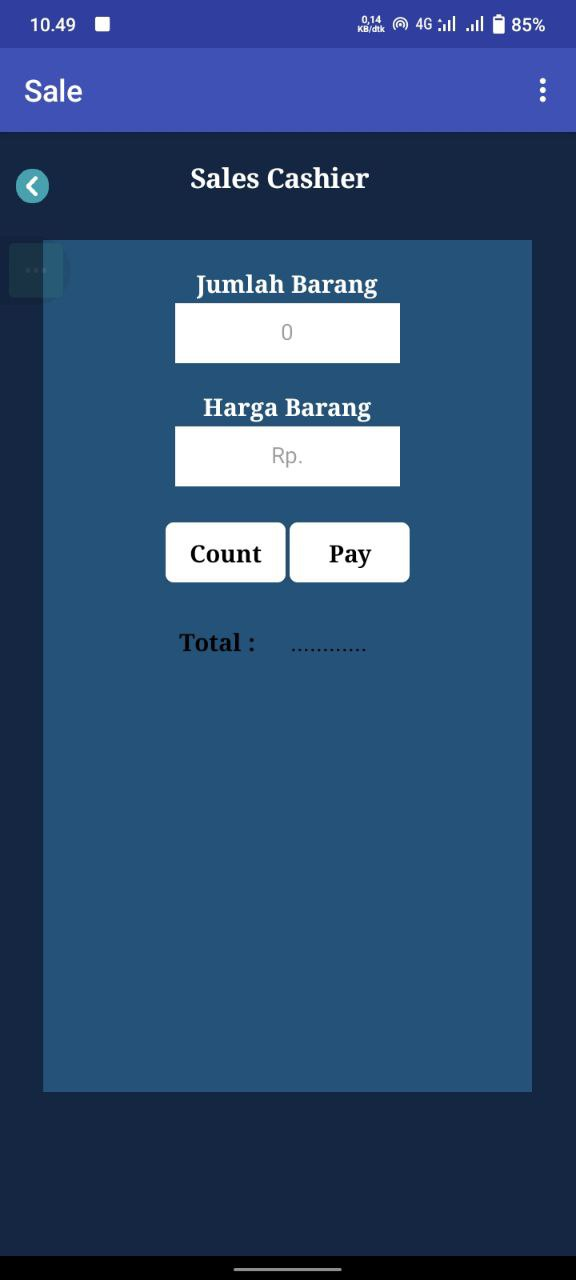 10.49 0,14 KB/dtk 4G 85%
Sale
Sales Cashier
Jumlah Barang
0
Harga Barang
Rp.
Count Pay
Total : ............